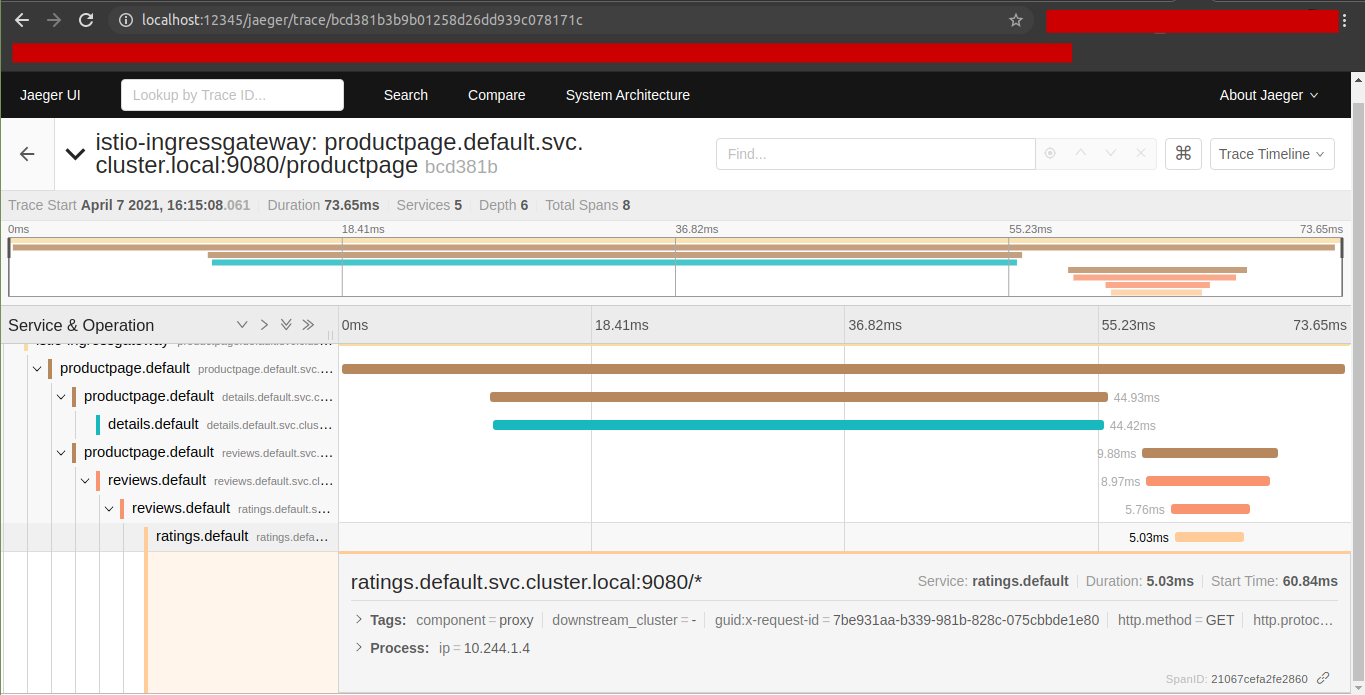 localhost:12345/jaeger/trace/bcd381b3b9b01258d26dd939c078171c
Jaeger UI Lookup by Trace ID... Search Compare System Architecture About Jaeger
istio-ingressgateway: productpage.default.svc.
cluster.local:9080/productpage bcd381b
Find... ⌘ Trace Timeline
Trace Start April 7 2021, 16:15:08.061 Duration 73.65ms Services 5 Depth 6 Total Spans 8
0ms 18.41ms 36.82ms 55.23ms 73.65ms
Service & Operation 0ms 18.41ms 36.82ms 55.23ms 73.65ms
istio-ingressgateway productpage.default.svc.clus…
productpage.default productpage.default.svc.…
productpage.default details.default.svc.c… 44.93ms
details.default details.default.svc.clus… 44.42ms
productpage.default reviews.default.svc.… 9.88ms
reviews.default reviews.default.svc.cl… 8.97ms
reviews.default ratings.default.s… 5.76ms
ratings.default ratings.defa… 5.03ms
ratings.default.svc.cluster.local:9080/* Service: ratings.default Duration: 5.03ms Start Time: 60.84ms
Tags: component = proxy downstream_cluster = - guid:x-request-id = 7be931aa-b339-981b-828c-075cbbde1e80 http.method = GET http.protoc…
Process: ip = 10.244.1.4
SpanID: 21067cefa2fe2860